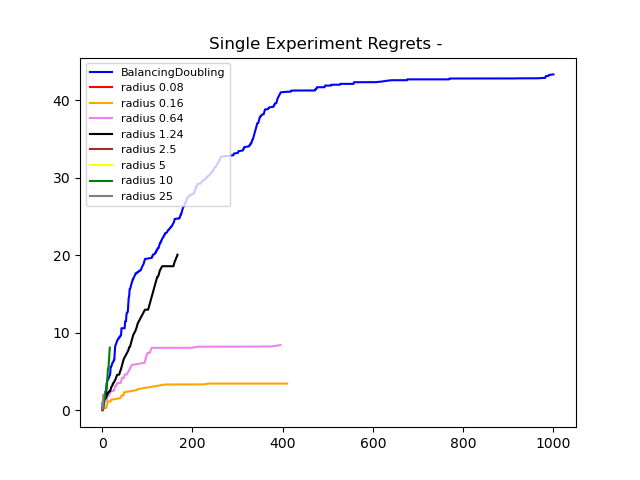 Single Experiment Regrets -
BalancingDoubling
radius 0.08
radius 0.16
radius 0.64
radius 1.24
radius 2.5
radius 5
radius 10
radius 25
40
30
20
10
0
0 200 400 600 800 1000